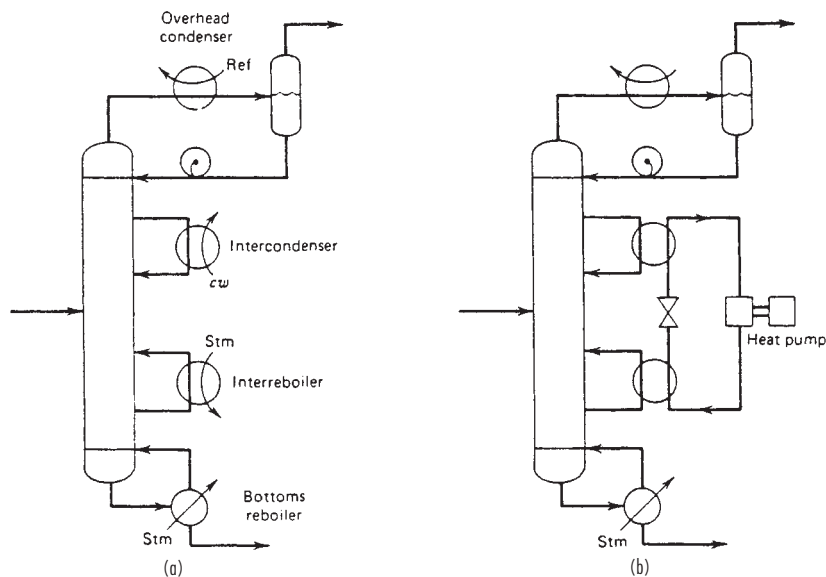 Overhead
condenser
Ref
Intercondenser
cw
Stm
Interreboiler
Bottoms
reboiler
Stm
(a)
Heat pump
Stm
(b)